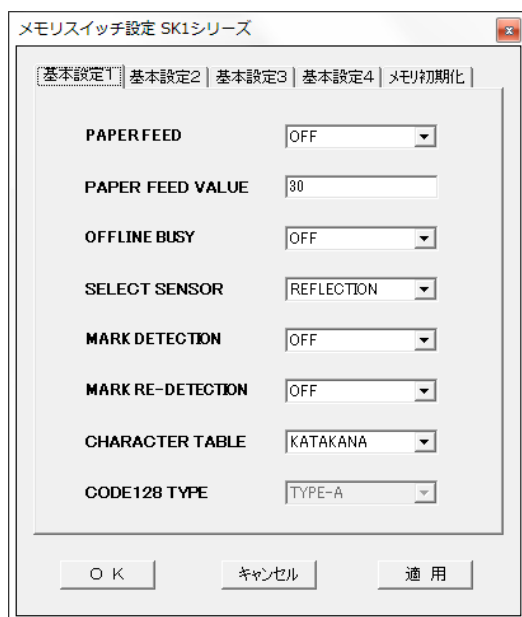 メモリスイッチ設定 SK1シリーズ
基本設定1 基本設定2 基本設定3 基本設定4 メモリ初期化
PAPER FEED OFF
PAPER FEED VALUE 30
OFFLINE BUSY OFF
SELECT SENSOR REFLECTION
MARK DETECTION OFF
MARK RE-DETECTION OFF
CHARACTER TABLE KATAKANA
CODE128 TYPE TYPE-A
ＯＫ キャンセル 適用